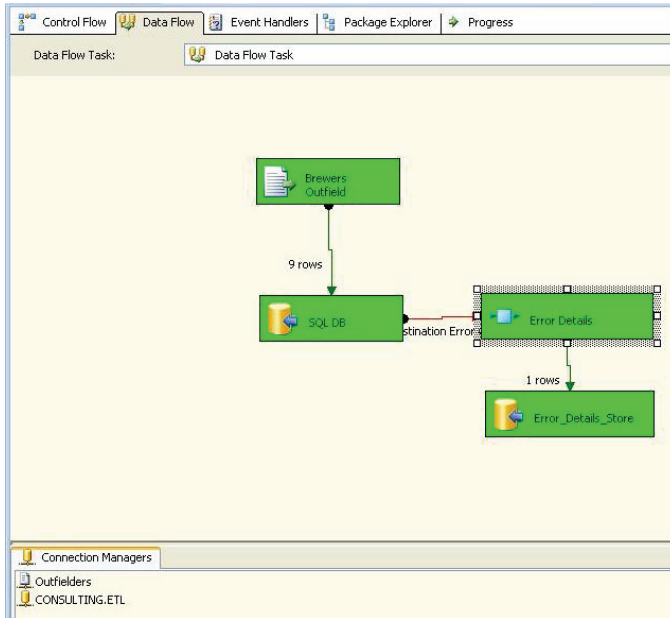 Control Flow
Data Flow
Event Handlers
Package Explorer
Progress
Data Flow Task:
Data Flow Task
Brewers
Outfield
9 rows
SQL DB
stination Error
Error Details
1 rows
Error_Details_Store
Connection Managers
Outfielders
CONSULTING.ETL